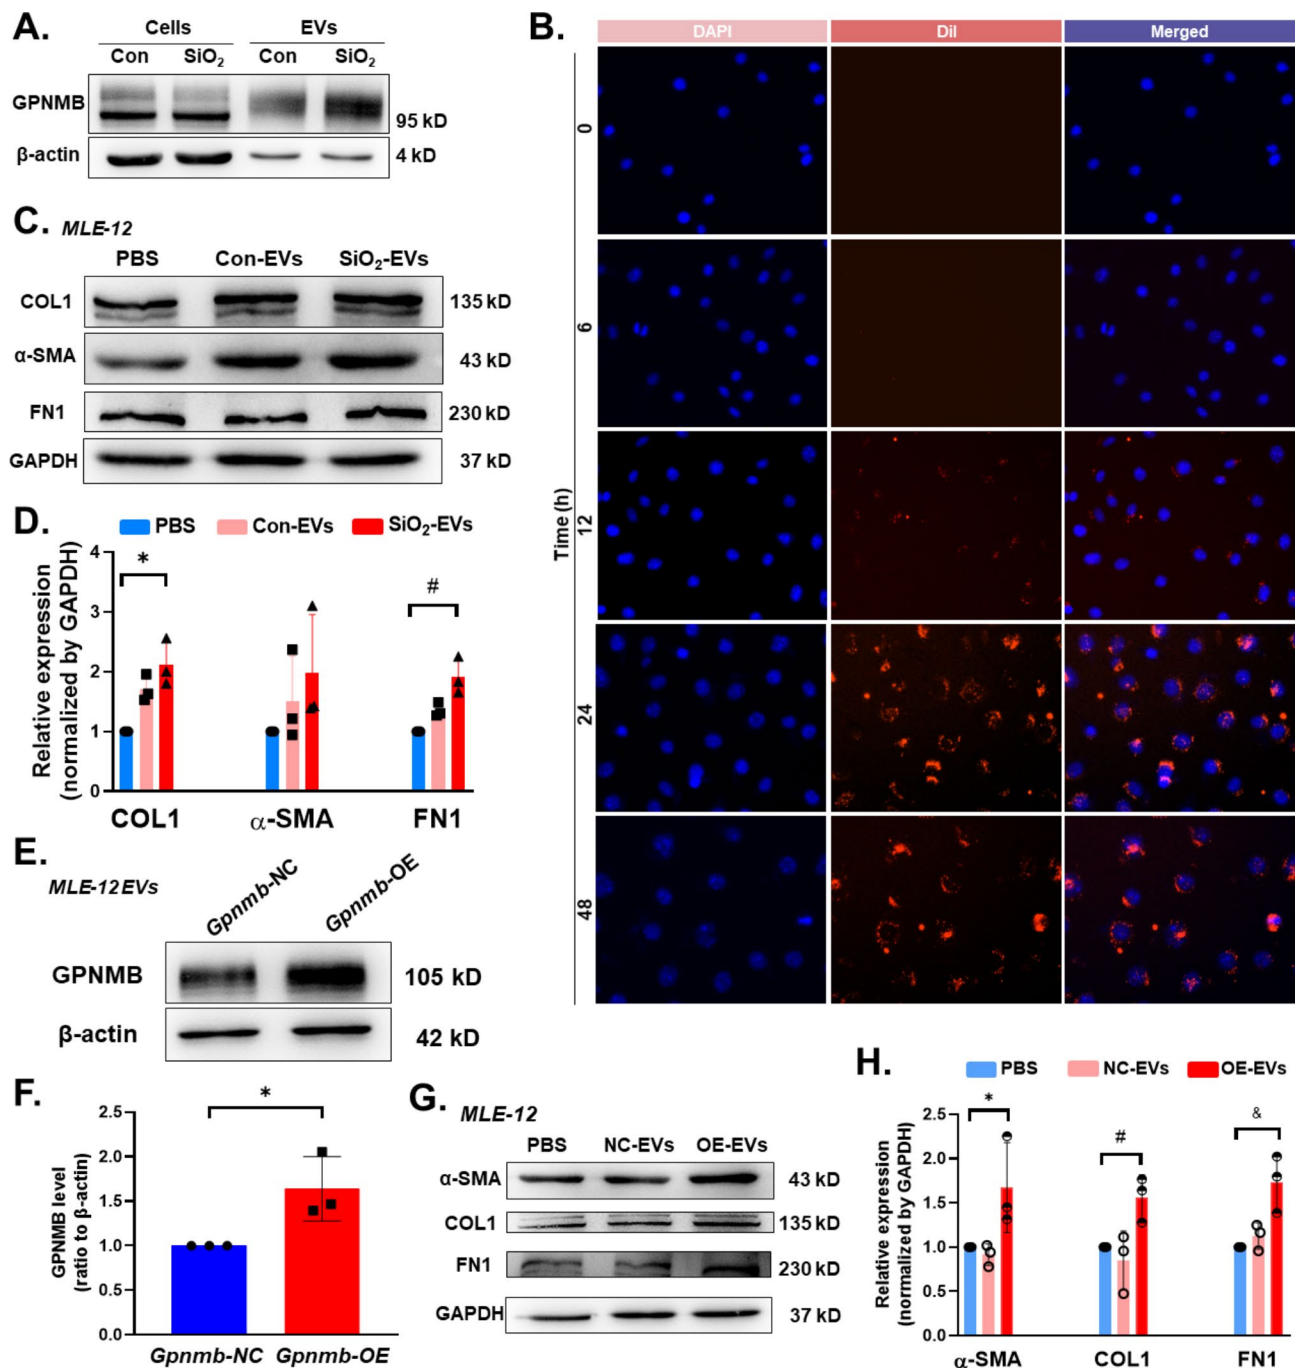 A.
Cells EVs
Con SiO₂ Con SiO₂
GPNMB 95 kD
β-actin 4 kD
B.
DAPI DiI Merged
Time (h)
0
6
12
24
48
C. MLE-12
PBS Con-EVs SiO₂-EVs
COL1 135 kD
α-SMA 43 kD
FN1 230 kD
GAPDH 37 kD
D.
PBS Con-EVs SiO₂-EVs
Relative expression
(normalized by GAPDH)
4
3
2
1
0
* #
COL1 α-SMA FN1
E.
MLE-12 EVs
Gpnmb-NC Gpnmb-OE
GPNMB 105 kD
β-actin 42 kD
F.
GPNMB level
(ratio to β-actin)
2.5
2.0
1.5
1.0
0.5
0.0
*
Gpnmb-NC Gpnmb-OE
G. MLE-12
PBS NC-EVs OE-EVs
α-SMA 43 kD
COL1 135 kD
FN1 230 kD
GAPDH 37 kD
H.
PBS NC-EVs OE-EVs
Relative expression
(normalized by GAPDH)
2.5
2.0
1.5
1.0
0.5
0.0
* # &
α-SMA COL1 FN1